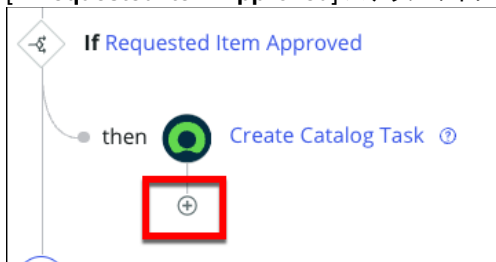 If Requested Item Approved
then Create Catalog Task